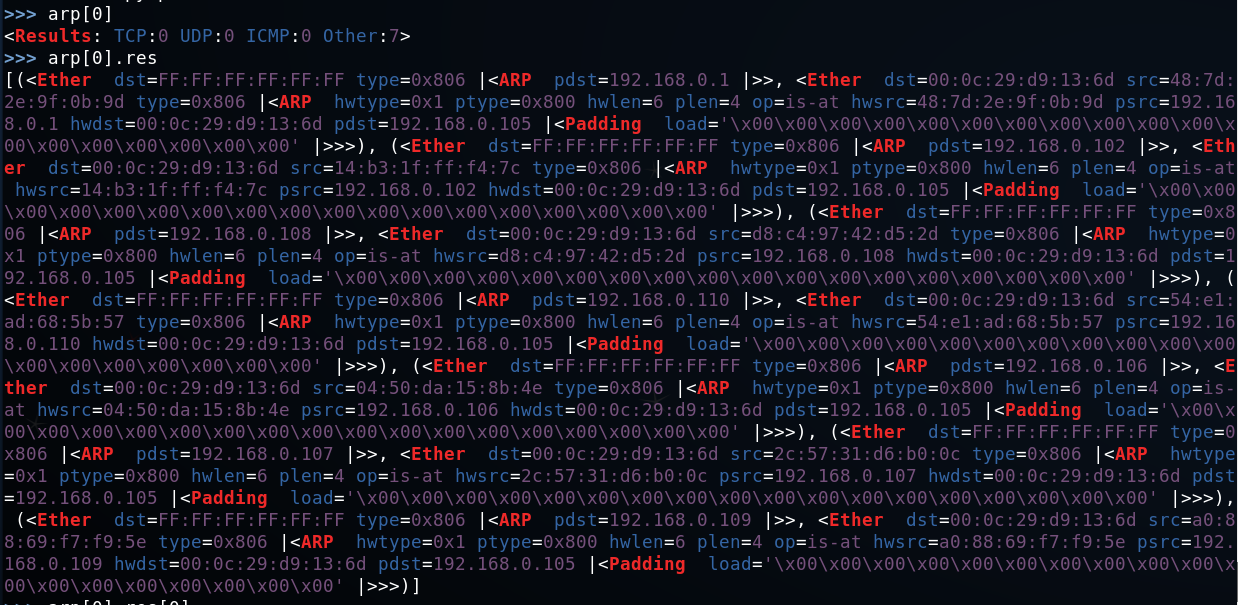 >>> arp[0]
<Results: TCP:0 UDP:0 ICMP:0 Other:7>
>>> arp[0].res
[(<Ether  dst=FF:FF:FF:FF:FF:FF type=0x806 |<ARP  pdst=192.168.0.1 |>>, <Ether  dst=00:0c:29:d9:13:6d src=48:7d:
2e:9f:0b:9d type=0x806 |<ARP  hwtype=0x1 ptype=0x800 hwlen=6 plen=4 op=is-at hwsrc=48:7d:2e:9f:0b:9d psrc=192.16
8.0.1 hwdst=00:0c:29:d9:13:6d pdst=192.168.0.105 |<Padding  load='\x00\x00\x00\x00\x00\x00\x00\x00\x00\x00\x00\x
00\x00\x00\x00\x00\x00\x00' |>>>), (<Ether  dst=FF:FF:FF:FF:FF:FF type=0x806 |<ARP  pdst=192.168.0.102 |>>, <Eth
er  dst=00:0c:29:d9:13:6d src=14:b3:1f:ff:f4:7c type=0x806 |<ARP  hwtype=0x1 ptype=0x800 hwlen=6 plen=4 op=is-at
 hwsrc=14:b3:1f:ff:f4:7c psrc=192.168.0.102 hwdst=00:0c:29:d9:13:6d pdst=192.168.0.105 |<Padding  load='\x00\x00
\x00\x00\x00\x00\x00\x00\x00\x00\x00\x00\x00\x00\x00\x00' |>>>), (<Ether  dst=FF:FF:FF:FF:FF:FF type=0x8
06 |<ARP  pdst=192.168.0.108 |>>, <Ether  dst=00:0c:29:d9:13:6d src=d8:c4:97:42:d5:2d type=0x806 |<ARP  hwtype=0
x1 ptype=0x800 hwlen=6 plen=4 op=is-at hwsrc=d8:c4:97:42:d5:2d psrc=192.168.0.108 hwdst=00:0c:29:d9:13:6d pdst=1
92.168.0.105 |<Padding  load='\x00\x00\x00\x00\x00\x00\x00\x00\x00\x00\x00\x00\x00\x00\x00\x00\x00\x00' |>>>), (
<Ether  dst=FF:FF:FF:FF:FF:FF type=0x806 |<ARP  pdst=192.168.0.110 |>>, <Ether  dst=00:0c:29:d9:13:6d src=54:e1:
ad:68:5b:57 type=0x806 |<ARP  hwtype=0x1 ptype=0x800 hwlen=6 plen=4 op=is-at hwsrc=54:e1:ad:68:5b:57 psrc=192.16
8.0.110 hwdst=00:0c:29:d9:13:6d pdst=192.168.0.105 |<Padding  load='\x00\x00\x00\x00\x00\x00\x00\x00\x00\x00\x00
\x00\x00\x00\x00\x00\x00\x00' |>>>), (<Ether  dst=FF:FF:FF:FF:FF:FF type=0x806 |<ARP  pdst=192.168.0.106 |>>, <E
ther  dst=00:0c:29:d9:13:6d src=04:50:da:15:8b:4e type=0x806 |<ARP  hwtype=0x1 ptype=0x800 hwlen=6 plen=4 op=is-
at hwsrc=04:50:da:15:8b:4e psrc=192.168.0.106 hwdst=00:0c:29:d9:13:6d pdst=192.168.0.105 |<Padding  load='\x00\x
00\x00\x00\x00\x00\x00\x00\x00\x00\x00\x00\x00\x00\x00\x00\x00' |>>>), (<Ether  dst=FF:FF:FF:FF:FF:FF type=0
x806 |<ARP  pdst=192.168.0.107 |>>, <Ether  dst=00:0c:29:d9:13:6d src=2c:57:31:d6:b0:0c type=0x806 |<ARP  hwtype
=0x1 ptype=0x800 hwlen=6 plen=4 op=is-at hwsrc=2c:57:31:d6:b0:0c psrc=192.168.0.107 hwdst=00:0c:29:d9:13:6d pdst
=192.168.0.105 |<Padding  load='\x00\x00\x00\x00\x00\x00\x00\x00\x00\x00\x00\x00\x00\x00\x00\x00\x00\x00' |>>>),
 (<Ether  dst=FF:FF:FF:FF:FF:FF type=0x806 |<ARP  pdst=192.168.0.109 |>>, <Ether  dst=00:0c:29:d9:13:6d src=a0:8
8:69:f7:f9:5e type=0x806 |<ARP  hwtype=0x1 ptype=0x800 hwlen=6 plen=4 op=is-at hwsrc=a0:88:69:f7:f9:5e psrc=192.
168.0.109 hwdst=00:0c:29:d9:13:6d pdst=192.168.0.105 |<Padding  load='\x00\x00\x00\x00\x00\x00\x00\x00\x00\x00\x
00\x00\x00\x00\x00\x00\x00\x00' |>>>)]